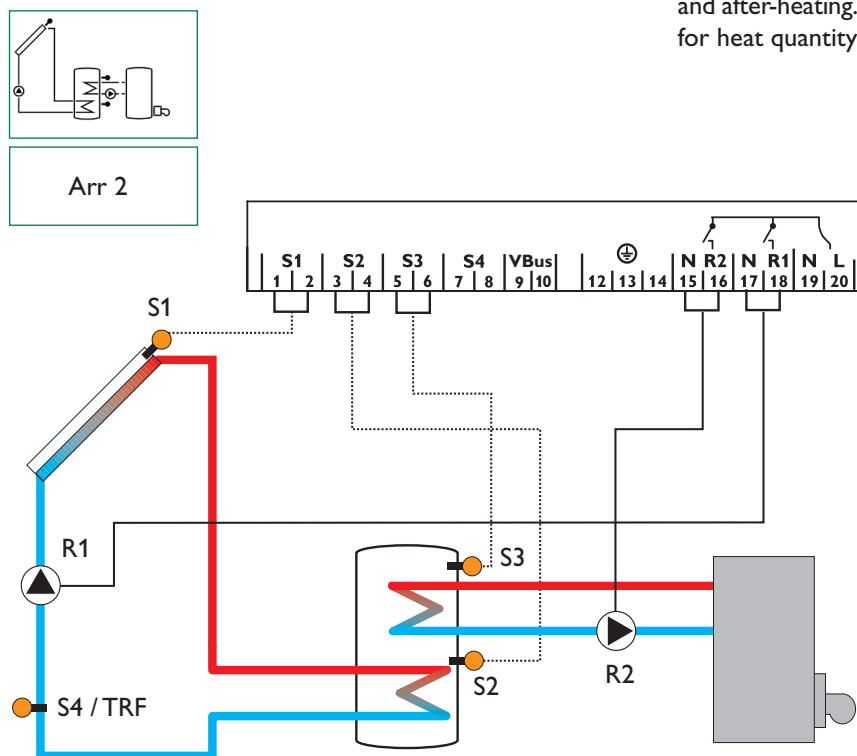 and after-heating.
for heat quantity
Arr 2
S1 S2 S3 S4 VBus N R2 N R1 N L
1 2 3 4 5 6 7 8 9 10 12 13 14 15 16 17 18 19 20
S1
R1
S3
S2
R2
S4 / TRF